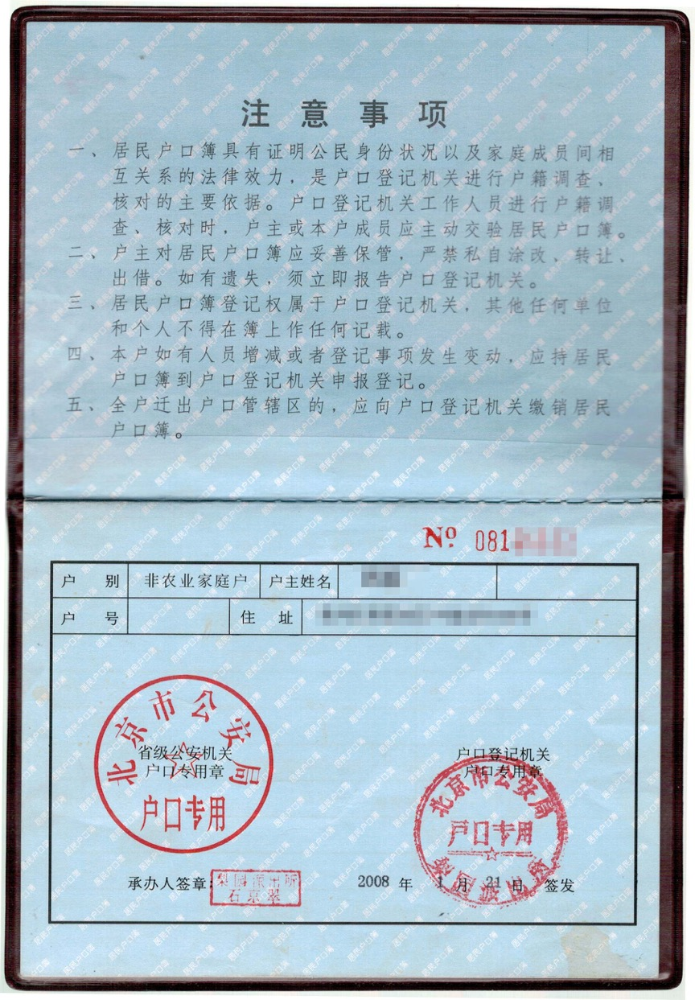 注意事项
一、居民户口簿具有证明公民身份状况以及家庭成员间相
互关系的法律效力，是户口登记机关进行户籍调查、
核对的主要依据。户口登记机关工作人员进行户籍调
查、核对时，户主或本户成员应主动交验居民户口簿。
二、户主对居民户口簿应妥善保管，严禁私自涂改、转让、
出借。如有遗失，须立即报告户口登记机关。
三、居民户口簿登记权属于户口登记机关，其他任何单位
和个人不得在簿上作任何记载。
四、本户如有人员增减或者登记事项发生变动，应持居民
户口簿到户口登记机关申报登记。
五、全户迁出户口管辖区的，应向户口登记机关缴销居民
户口簿。
Nº 081
户别 非农业家庭户 户主姓名
户号 住址
北京市公安局
省级公安机关
户口专用章
户口专用
户口登记机关
户口专用章
北京市公安局
户口专用
承办人签章：
梨园派出所
石京翠
2008 年 1 月 21 日 签发